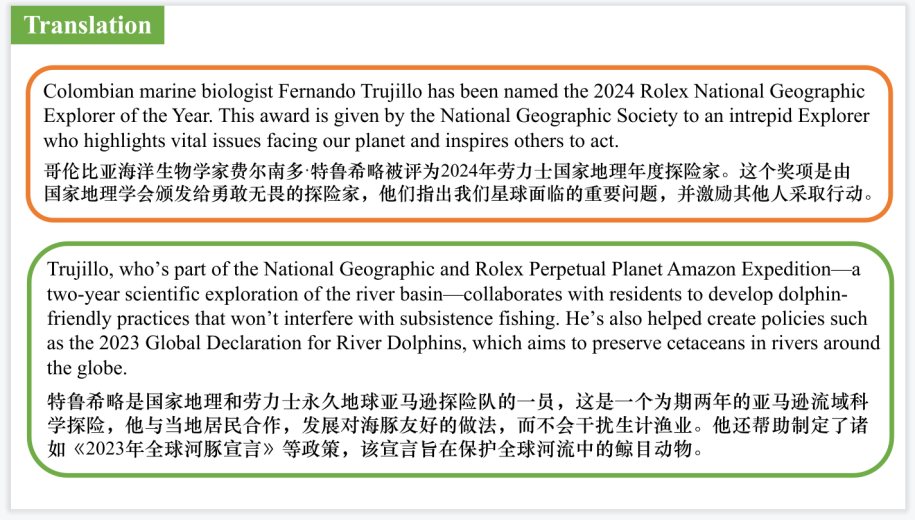 Translation
Colombian marine biologist Fernando Trujillo has been named the 2024 Rolex National Geographic
Explorer of the Year. This award is given by the National Geographic Society to an intrepid Explorer
who highlights vital issues facing our planet and inspires others to act.
哥伦比亚海洋生物学家费尔南多·特鲁希略被评为2024年劳力士国家地理年度探险家。这个奖项是由
国家地理学会颁发给勇敢无畏的探险家，他们指出我们星球面临的重要问题，并激励其他人采取行动。
Trujillo, who’s part of the National Geographic and Rolex Perpetual Planet Amazon Expedition—a
two-year scientific exploration of the river basin—collaborates with residents to develop dolphin-
friendly practices that won’t interfere with subsistence fishing. He’s also helped create policies such
as the 2023 Global Declaration for River Dolphins, which aims to preserve cetaceans in rivers around
the globe.
特鲁希略是国家地理和劳力士永久地球亚马逊探险队的一员，这是一个为期两年的亚马逊流域科
学探险，他与当地居民合作，发展对海豚友好的做法，而不会干扰生计渔业。他还帮助制定了诸
如《2023年全球河豚宣言》等政策，该宣言旨在保护全球河流中的鲸目动物。